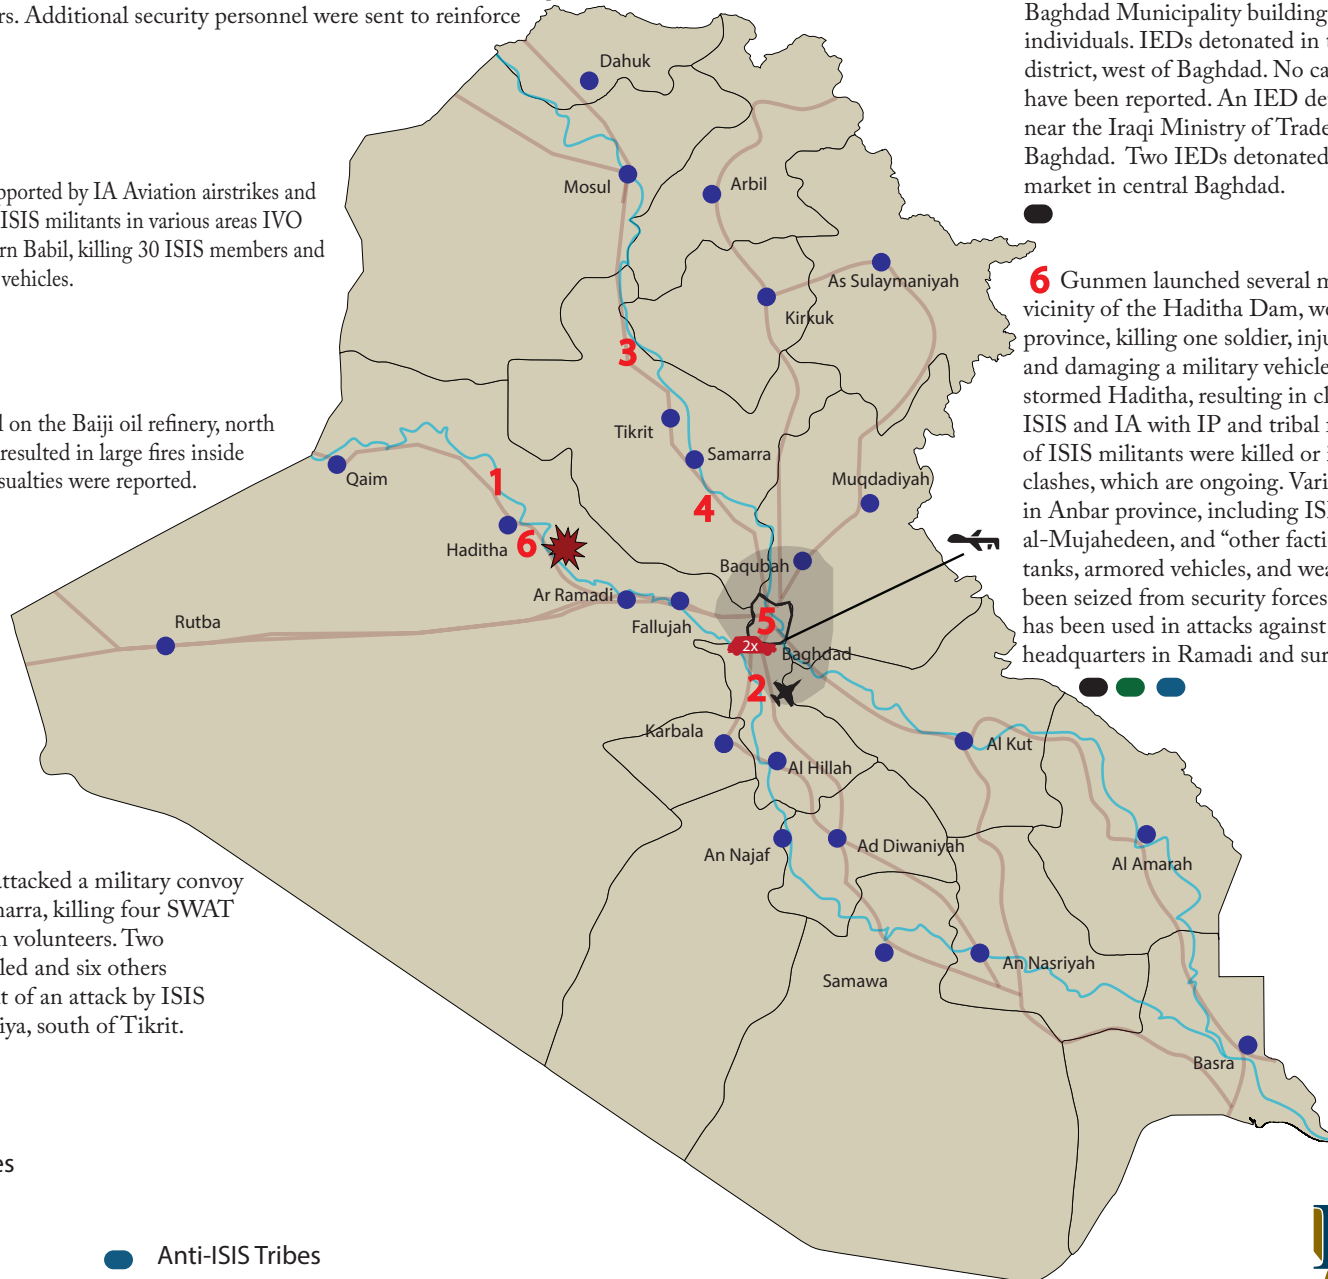 rs. Additional security personnel were sent to reinforce
pported by IA Aviation airstrikes and
ISIS militants in various areas IVO
rn Babil, killing 30 ISIS members and
vehicles.
l on the Baiji oil refinery, north
resulted in large fires inside
sualties were reported.
attacked a military convoy
marra, killing four SWAT
n volunteers. Two
led and six others
t of an attack by ISIS
iya, south of Tikrit.
es
Anti-ISIS Tribes
Dahuk
Mosul
Arbil
As Sulaymaniyah
Kirkuk
3
Tikrit
Samarra
Qaim
1
4
Muqdadiyah
Haditha
6
Baqubah
Ar Ramadi
Fallujah
5
Rutba
2x
Baghdad
2
Karbala
Al Kut
Al Hillah
An Najaf
Ad Diwaniyah
Al Amarah
Samawa
An Nasriyah
Basra
Baghdad Municipality building
individuals. IEDs detonated in t
district, west of Baghdad. No ca
have been reported. An IED de
near the Iraqi Ministry of Trade
Baghdad. Two IEDs detonated
market in central Baghdad.
6 Gunmen launched several m
vicinity of the Haditha Dam, we
province, killing one soldier, inju
and damaging a military vehicle
stormed Haditha, resulting in cl
ISIS and IA with IP and tribal
of ISIS militants were killed or i
clashes, which are ongoing. Vari
in Anbar province, including ISI
al-Mujahedeen, and “other facti
tanks, armored vehicles, and wea
been seized from security forces
has been used in attacks against
headquarters in Ramadi and sur